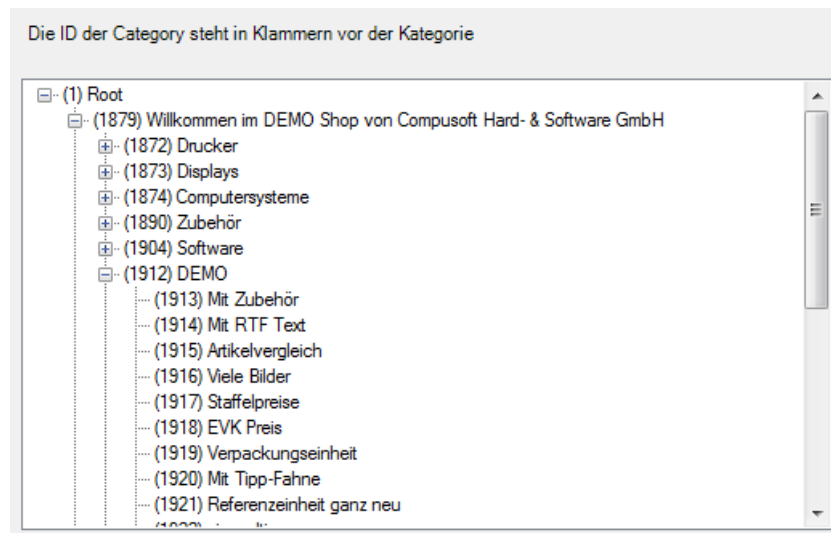 Die ID der Category steht in Klammern vor der Kategorie
(1) Root
(1879) Willkommen im DEMO Shop von Compusoft Hard- & Software GmbH
(1872) Drucker
(1873) Displays
(1874) Computersysteme
(1890) Zubehör
(1904) Software
(1912) DEMO
(1913) Mit Zubehör
(1914) Mit RTF Text
(1915) Artikelvergleich
(1916) Viele Bilder
(1917) Staffelpreise
(1918) EVK Preis
(1919) Verpackungseinheit
(1920) Mit Tipp-Fahne
(1921) Referenzeinheit ganz neu